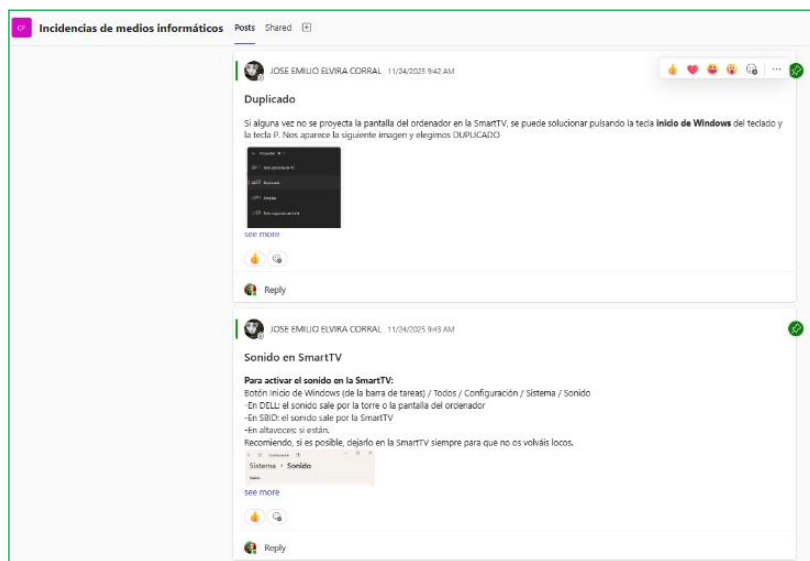 CP Incidencias de medios informáticos Posts Shared
JOSE EMILIO ELVIRA CORRAL 11/24/2025 9:42 AM
Duplicado
Si alguna vez no se proyecta la pantalla del ordenador en la SmartTV, se puede solucionar pulsando la tecla inicio de Windows del teclado y
la tecla P. Nos aparece la siguiente imagen y elegimos DUPLICADO
Duplicado
Ampliar
see more
Reply
JOSE EMILIO ELVIRA CORRAL 11/24/2025 9:43 AM
Sonido en SmartTV
Para activar el sonido en la SmartTV:
Botón Inicio de Windows (de la barra de tareas) / Todos / Configuración / Sistema / Sonido
-En DELL: el sonido sale por la torre o la pantalla del ordenador
-En SBID: el sonido sale por la SmartTV
-En altavoces: si están.
Recomiendo, si es posible, dejarlo en la SmartTV siempre para que no os volváis locos.
Sistema > Sonido
see more
Reply